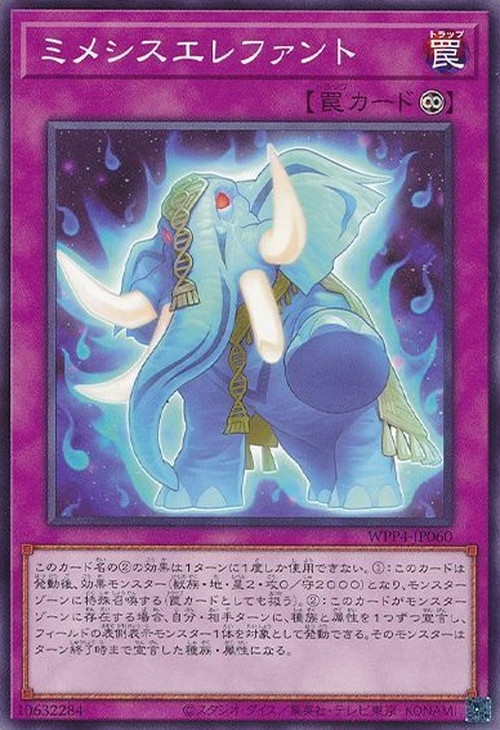 ミメシスエレファント
トラップ
罠
【罠カード∞】
WPP4-JP060
このカード名の②の効果は1ターンに1度しか使用できない。①:このカードは
発動後、効果モンスター(獣族・地・星2・攻0/守2000)となり、モンスター
ゾーンに特殊召喚する(罠カードとしても扱う)。②:このカードがモンスター
ゾーンに存在する場合、自分・相手ターンに、種族と属性を1つずつ宣言し、
フィールドの表側表示モンスター1体を対象として発動できる。そのモンスターは
ターン終了時まで宣言した種族・属性になる。
10632284
©スタジオ・ダイス/集英社・テレビ東京・KONAMI